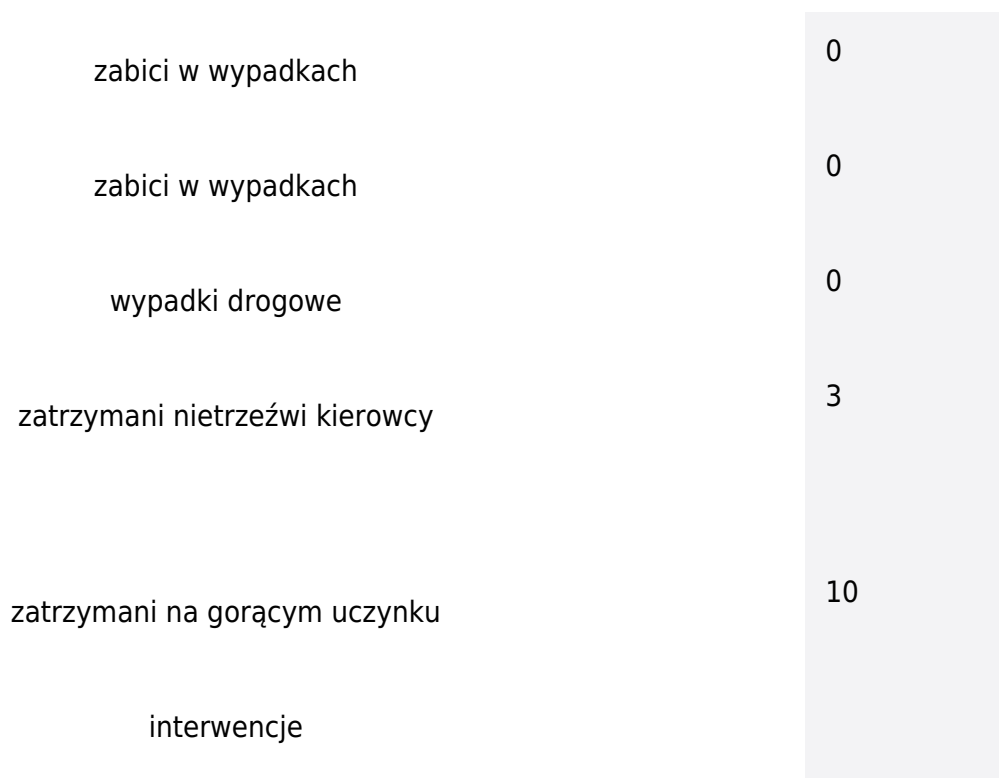 zabici w wypadkach 0
zabici w wypadkach 0
wypadki drogowe 0
zatrzymani nietrzeźwi kierowcy 3
zatrzymani na gorącym uczynku 10
interwencje